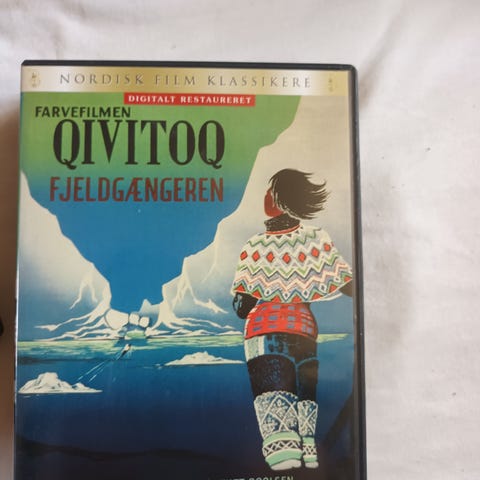 NORDISK FILM KLASSIKERE
DIGITALT RESTAURERET
FARVEFILMEN
QIVITOQ
FJELDGÆNGEREN